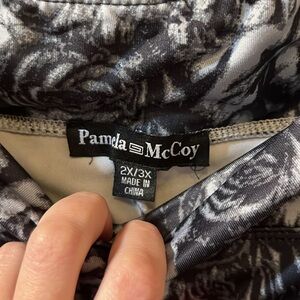 Pamela McCoy
2X/3X
MADE IN
CHINA